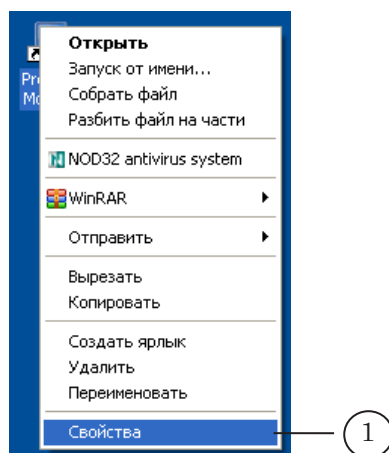 Открыть
Запуск от имени...
Собрать файл
Разбить файл на части
NOD32 antivirus system
WinRAR
Отправить
Вырезать
Копировать
Создать ярлык
Удалить
Переименовать
Свойства
1